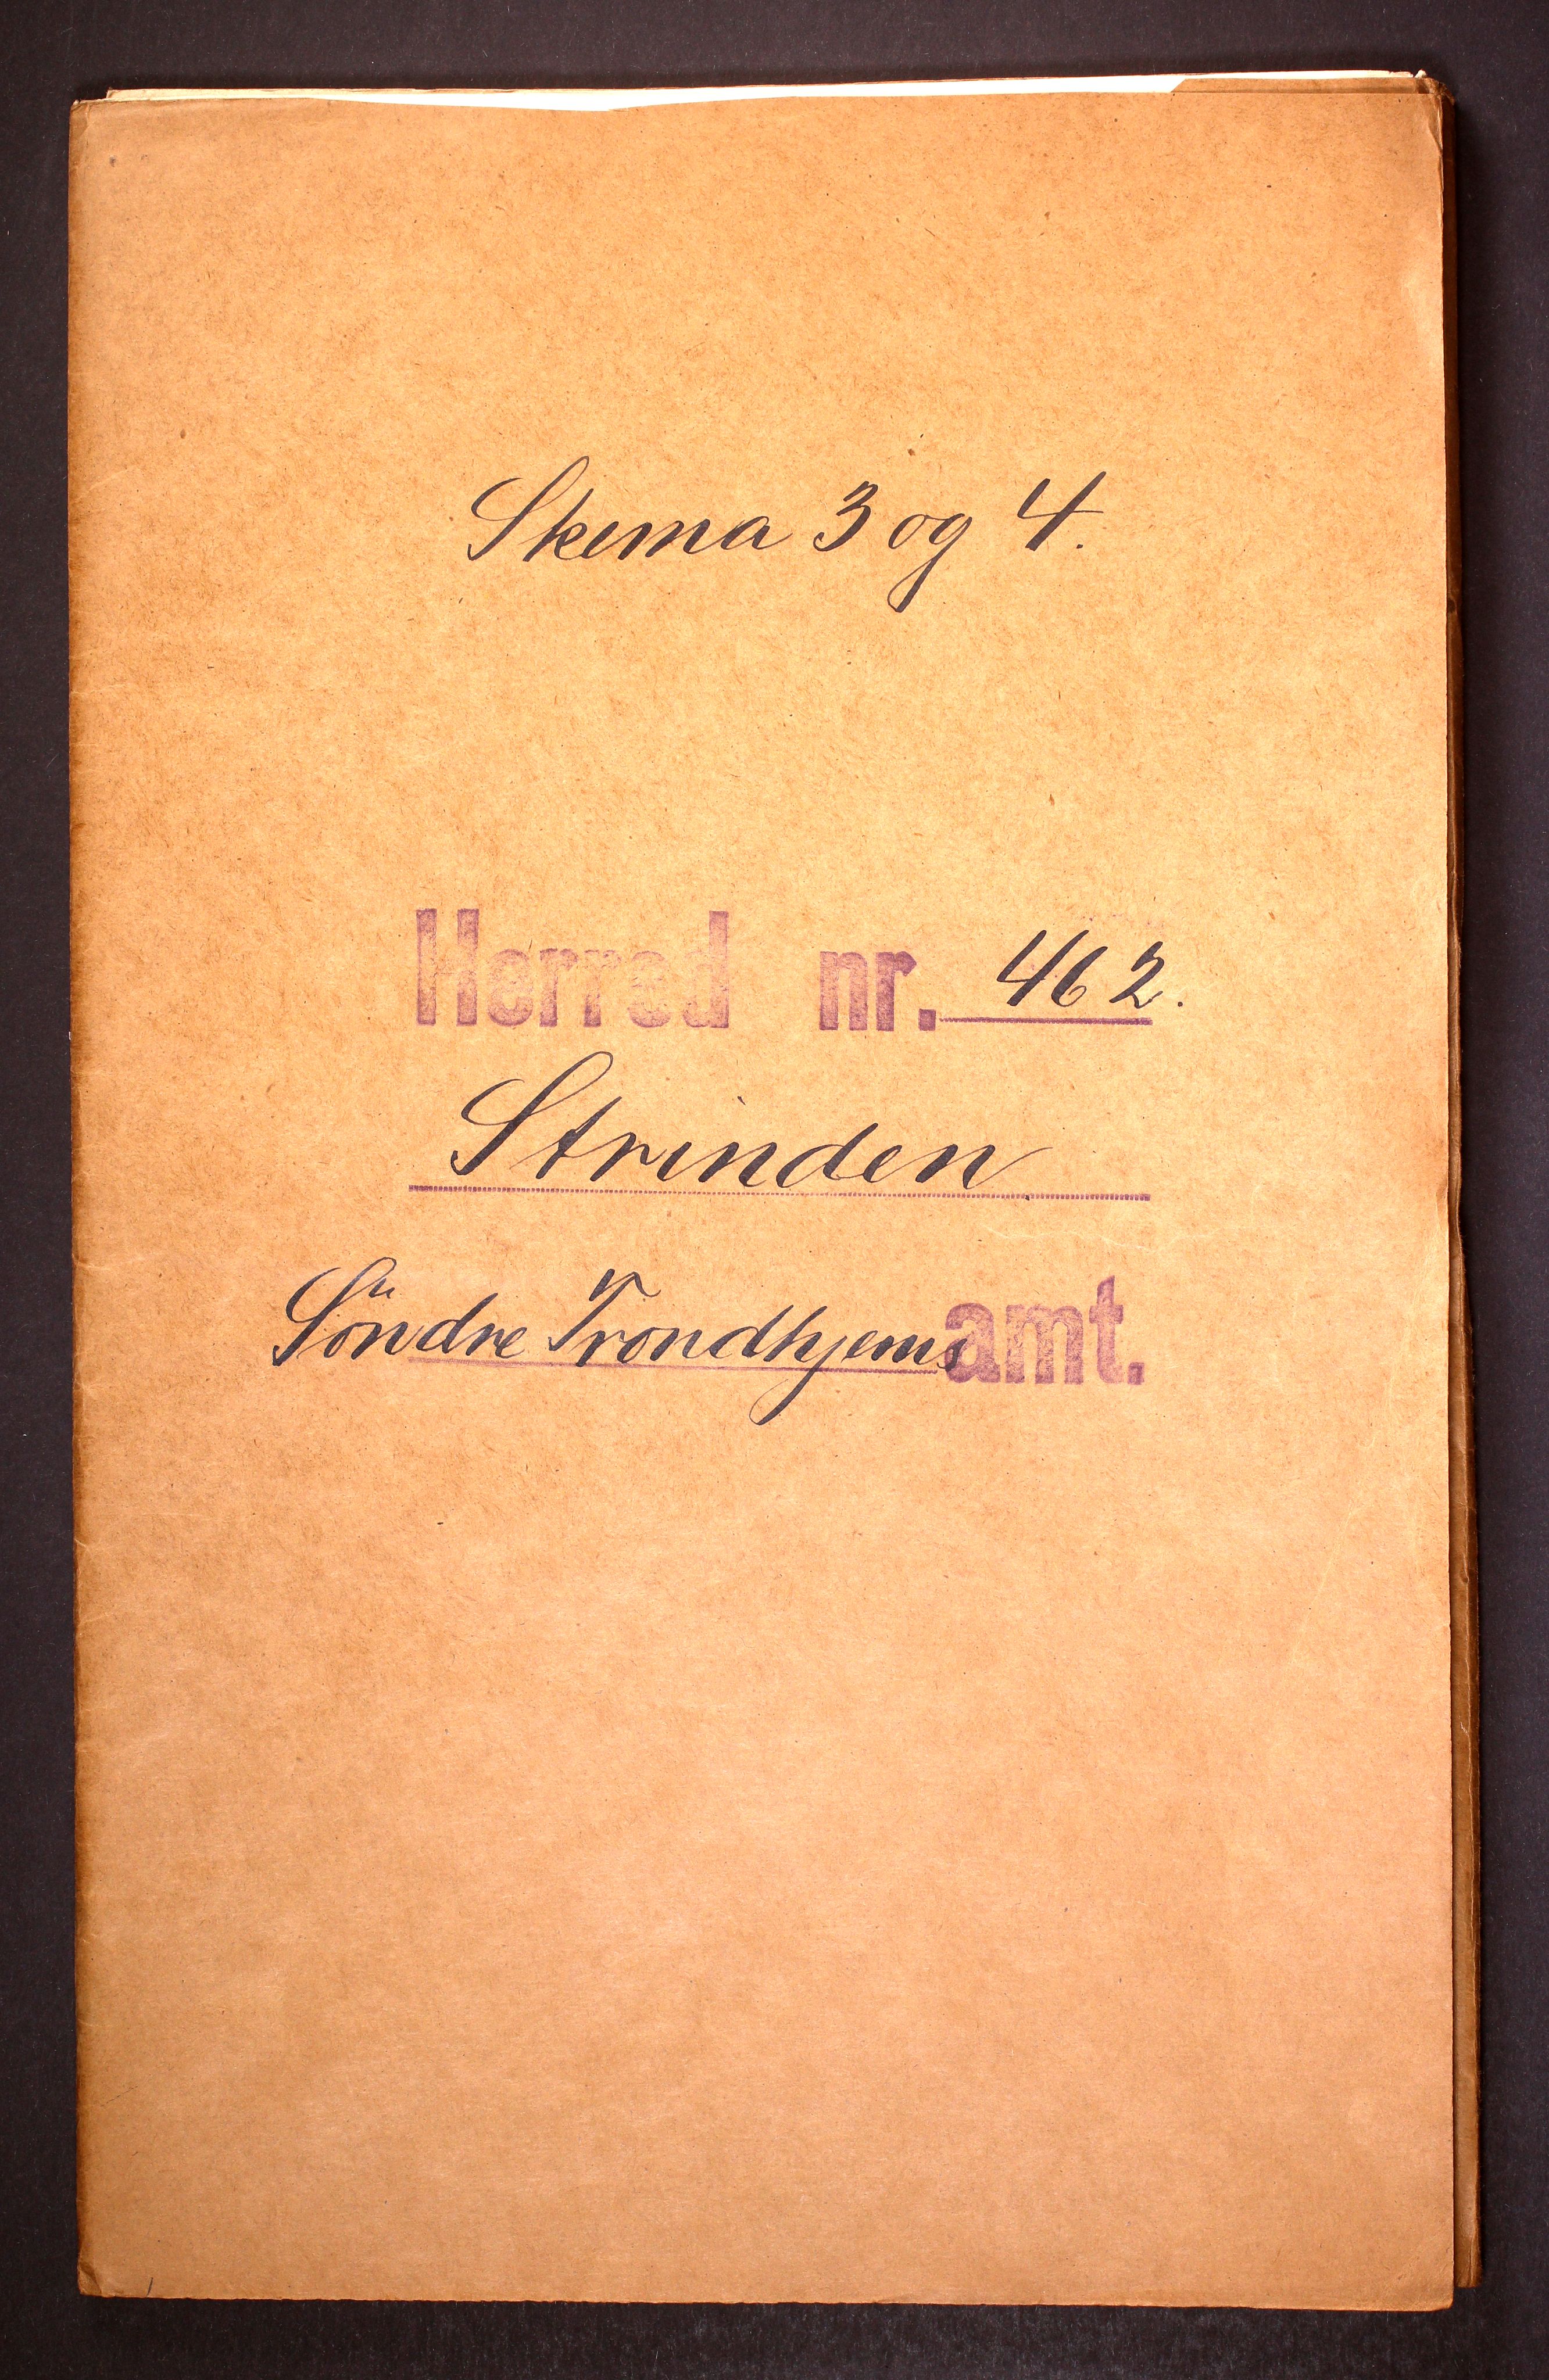 Skema 3 og 4.
Herred nr. 462.
Strinden
Söndre Trondhjems amt.